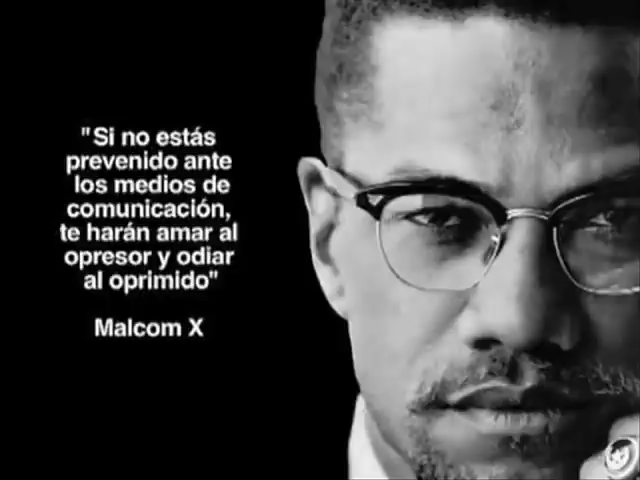 "Si no estás
prevenido ante
los medios de
comunicación,
te harán amar al
opresor y odiar
al oprimido"
Malcom X